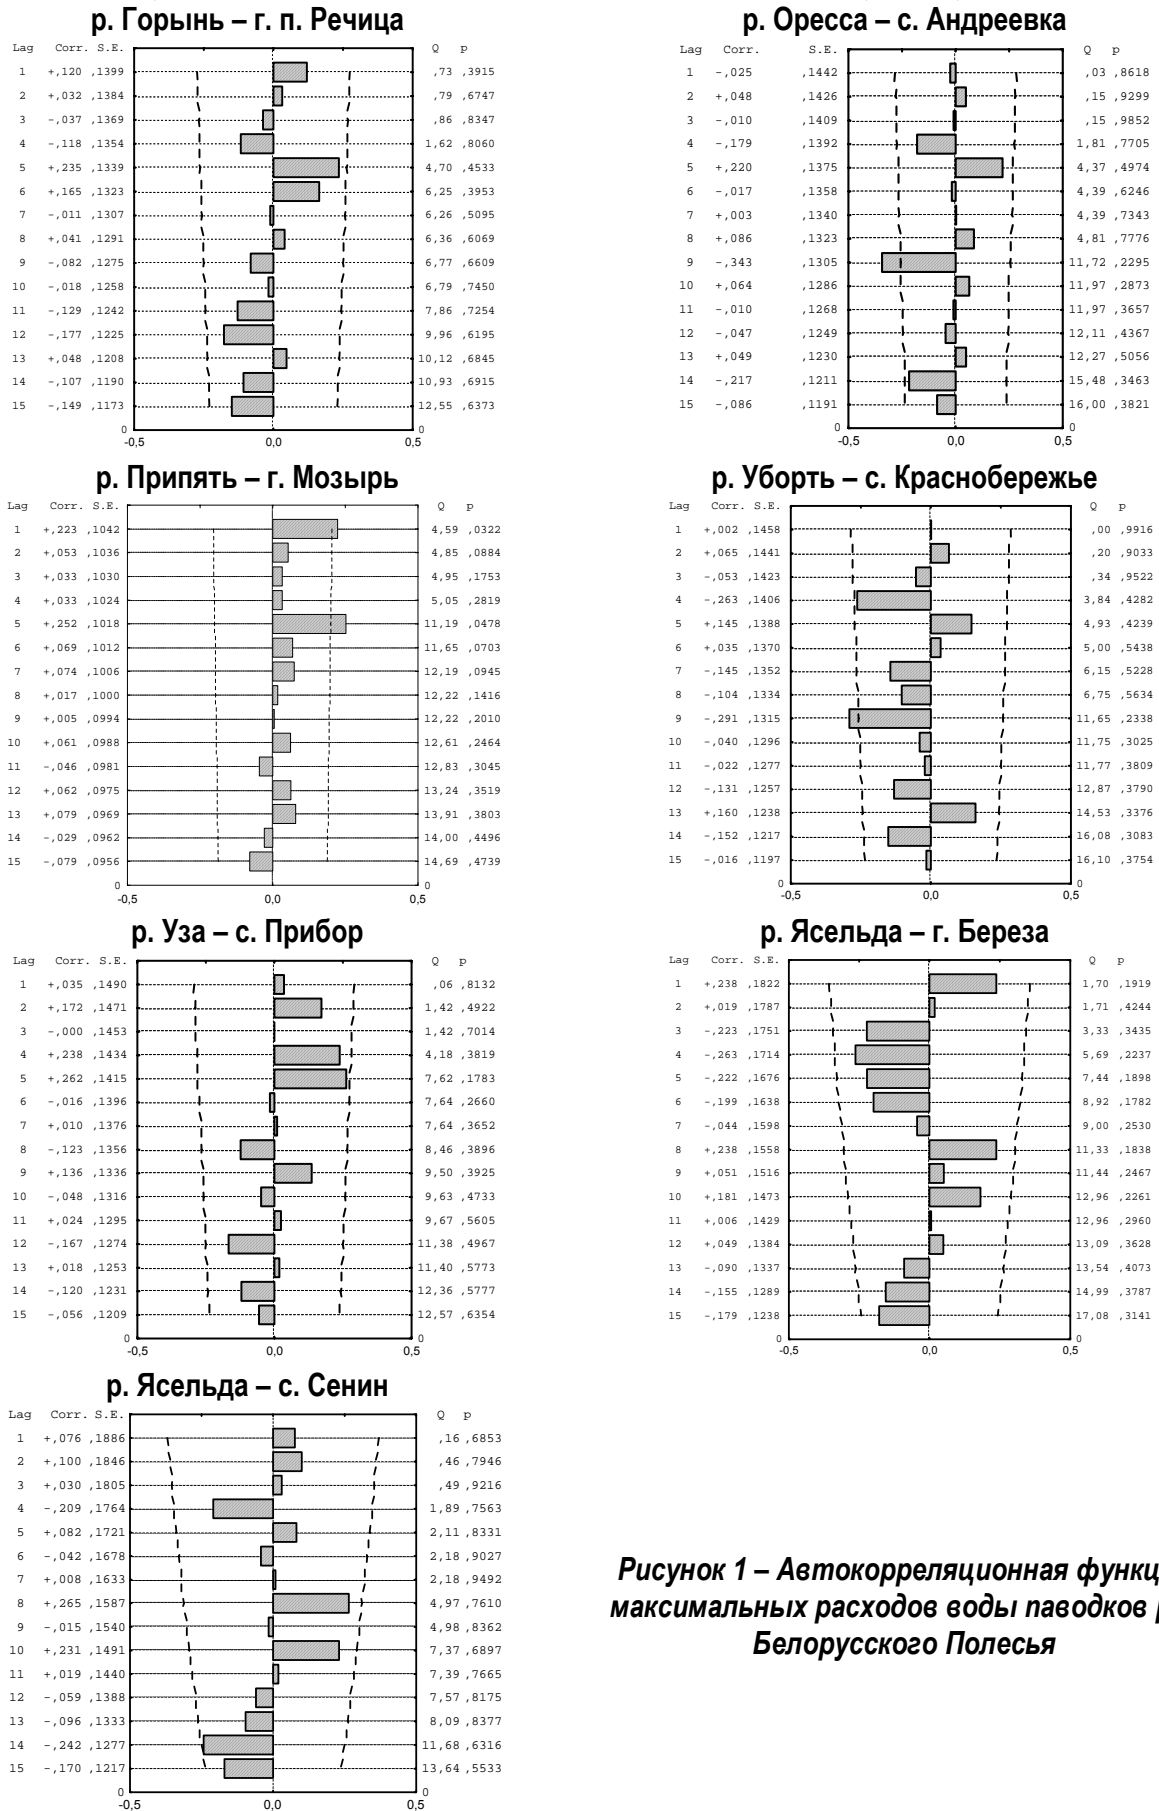 р. Горынь – г. п. Речица
Lag Corr. S.E. Q p
1 +,120 ,1399 ,73 ,3915
2 +,032 ,1384 ,79 ,6747
3 -,037 ,1369 ,86 ,8347
4 -,118 ,1354 1,62 ,8060
5 +,235 ,1339 4,70 ,4533
6 +,165 ,1323 6,25 ,3953
7 -,011 ,1307 6,26 ,5095
8 +,041 ,1291 6,36 ,6069
9 -,082 ,1275 6,77 ,6609
10 -,018 ,1258 6,79 ,7450
11 -,129 ,1242 7,86 ,7254
12 -,177 ,1225 9,96 ,6195
13 +,048 ,1208 10,12 ,6845
14 -,107 ,1190 10,93 ,6915
15 -,149 ,1173 12,55 ,6373
0 0
-0,5 0,0 0,5
р. Оресса – с. Андреевка
Lag Corr. S.E. Q p
1 -,025 ,1442 ,03 ,8618
2 +,048 ,1426 ,15 ,9299
3 -,010 ,1409 ,15 ,9852
4 -,179 ,1392 1,81 ,7705
5 +,220 ,1375 4,37 ,4974
6 -,017 ,1358 4,39 ,6246
7 +,003 ,1340 4,39 ,7343
8 +,086 ,1323 4,81 ,7776
9 -,343 ,1305 11,72 ,2295
10 +,064 ,1286 11,97 ,2873
11 -,010 ,1268 11,97 ,3657
12 -,047 ,1249 12,11 ,4367
13 +,049 ,1230 12,27 ,5056
14 -,217 ,1211 15,48 ,3463
15 -,086 ,1191 16,00 ,3821
0 0
-0,5 0,0 0,5
р. Припять – г. Мозырь
Lag Corr. S.E. Q p
1 +,223 ,1042 4,59 ,0322
2 +,053 ,1036 4,85 ,0884
3 +,033 ,1030 4,95 ,1753
4 +,033 ,1024 5,05 ,2819
5 +,252 ,1018 11,19 ,0478
6 +,069 ,1012 11,65 ,0703
7 +,074 ,1006 12,19 ,0945
8 +,017 ,1000 12,22 ,1416
9 +,005 ,0994 12,22 ,2010
10 +,061 ,0988 12,61 ,2464
11 -,046 ,0981 12,83 ,3045
12 +,062 ,0975 13,24 ,3519
13 +,079 ,0969 13,91 ,3803
14 -,029 ,0962 14,00 ,4496
15 -,079 ,0956 14,69 ,4739
0 0
-0,5 0,0 0,5
р. Уборть – с. Краснобережье
Lag Corr. S.E. Q p
1 +,002 ,1458 ,00 ,9916
2 +,065 ,1441 ,20 ,9033
3 -,053 ,1423 ,34 ,9522
4 -,263 ,1406 3,84 ,4282
5 +,145 ,1388 4,93 ,4239
6 +,035 ,1370 5,00 ,5438
7 -,145 ,1352 6,15 ,5228
8 -,104 ,1334 6,75 ,5634
9 -,291 ,1315 11,65 ,2338
10 -,040 ,1296 11,75 ,3025
11 -,022 ,1277 11,77 ,3809
12 -,131 ,1257 12,87 ,3790
13 +,160 ,1238 14,53 ,3376
14 -,152 ,1217 16,08 ,3083
15 -,016 ,1197 16,10 ,3754
0 0
-0,5 0,0 0,5
р. Уза – с. Прибор
Lag Corr. S.E. Q p
1 +,035 ,1490 ,06 ,8132
2 +,172 ,1471 1,42 ,4922
3 -,000 ,1453 1,42 ,7014
4 +,238 ,1434 4,18 ,3819
5 +,262 ,1415 7,62 ,1783
6 -,016 ,1396 7,64 ,2660
7 +,010 ,1376 7,64 ,3652
8 -,123 ,1356 8,46 ,3896
9 +,136 ,1336 9,50 ,3925
10 -,048 ,1316 9,63 ,4733
11 +,024 ,1295 9,67 ,5605
12 -,167 ,1274 11,38 ,4967
13 +,018 ,1253 11,40 ,5773
14 -,120 ,1231 12,36 ,5777
15 -,056 ,1209 12,57 ,6354
0 0
-0,5 0,0 0,5
р. Ясельда – г. Береза
Lag Corr. S.E. Q p
1 +,238 ,1822 1,70 ,1919
2 +,019 ,1787 1,71 ,4244
3 -,223 ,1751 3,33 ,3435
4 -,263 ,1714 5,69 ,2237
5 -,222 ,1676 7,44 ,1898
6 -,199 ,1638 8,92 ,1782
7 -,044 ,1598 9,00 ,2530
8 +,238 ,1558 11,33 ,1838
9 +,051 ,1516 11,44 ,2467
10 +,181 ,1473 12,96 ,2261
11 +,006 ,1429 12,96 ,2960
12 +,049 ,1384 13,09 ,3628
13 -,090 ,1337 13,54 ,4073
14 -,155 ,1289 14,99 ,3787
15 -,179 ,1238 17,08 ,3141
0 0
-0,5 0,0 0,5
р. Ясельда – с. Сенин
Lag Corr. S.E. Q p
1 +,076 ,1886 ,16 ,6853
2 +,100 ,1846 ,46 ,7946
3 +,030 ,1805 ,49 ,9216
4 -,209 ,1764 1,89 ,7563
5 +,082 ,1721 2,11 ,8331
6 -,042 ,1678 2,18 ,9027
7 +,008 ,1633 2,18 ,9492
8 +,265 ,1587 4,97 ,7610
9 -,015 ,1540 4,98 ,8362
10 +,231 ,1491 7,37 ,6897
11 +,019 ,1440 7,39 ,7665
12 -,059 ,1388 7,57 ,8175
13 -,096 ,1333 8,09 ,8377
14 -,242 ,1277 11,68 ,6316
15 -,170 ,1217 13,64 ,5533
0 0
-0,5 0,0 0,5
Рисунок 1 – Автокорреляционная функц
максимальных расходов воды паводков р
Белорусского Полесья